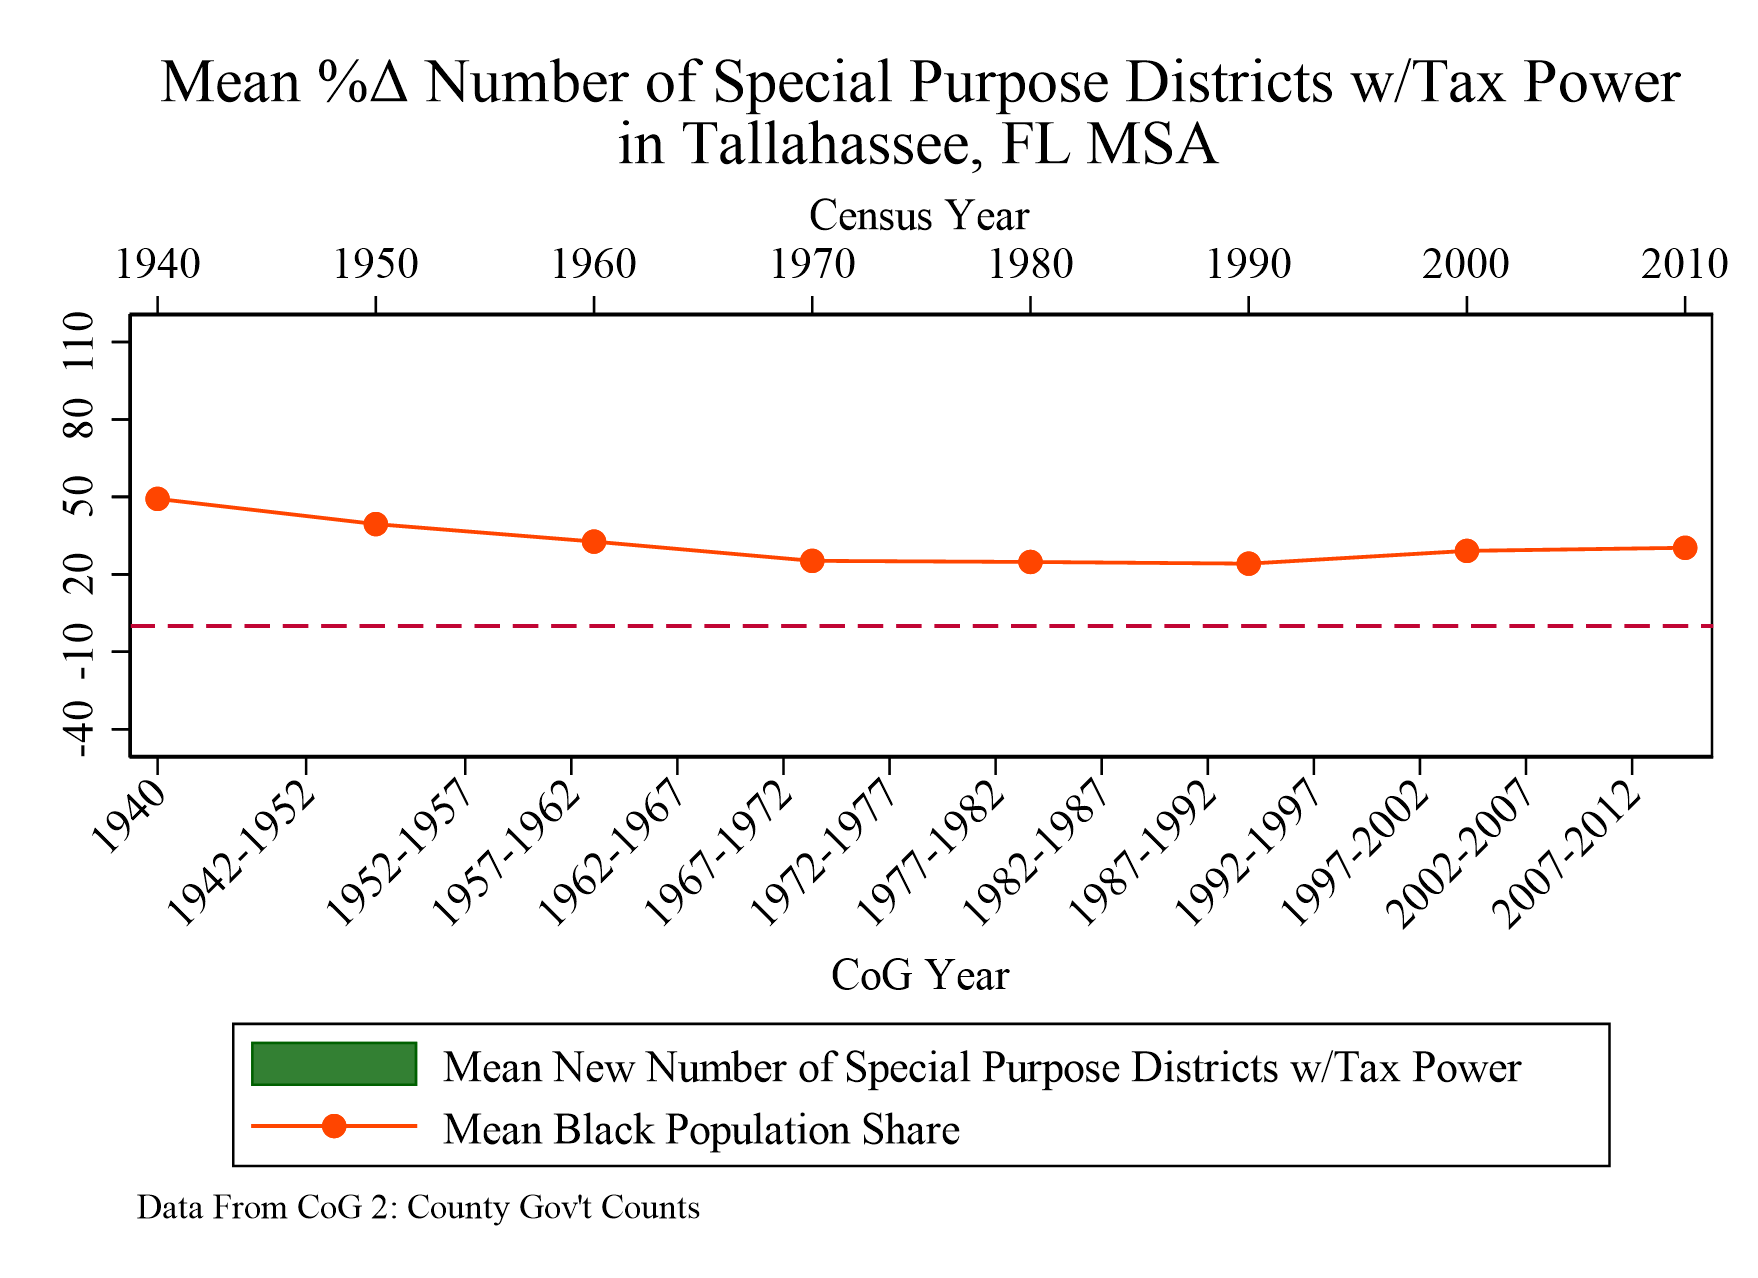 Mean %Δ Number of Special Purpose Districts w/Tax Power
in Tallahassee, FL MSA
Census Year
1940 1950 1960 1970 1980 1990 2000 2010
110
80
50
20
-10
-40
1940 1942-1952 1952-1957 1957-1962 1962-1967 1967-1972 1972-1977 1977-1982 1982-1987 1987-1992 1992-1997 1997-2002 2002-2007 2007-2012
CoG Year
Mean New Number of Special Purpose Districts w/Tax Power
Mean Black Population Share
Data From CoG 2: County Gov't Counts